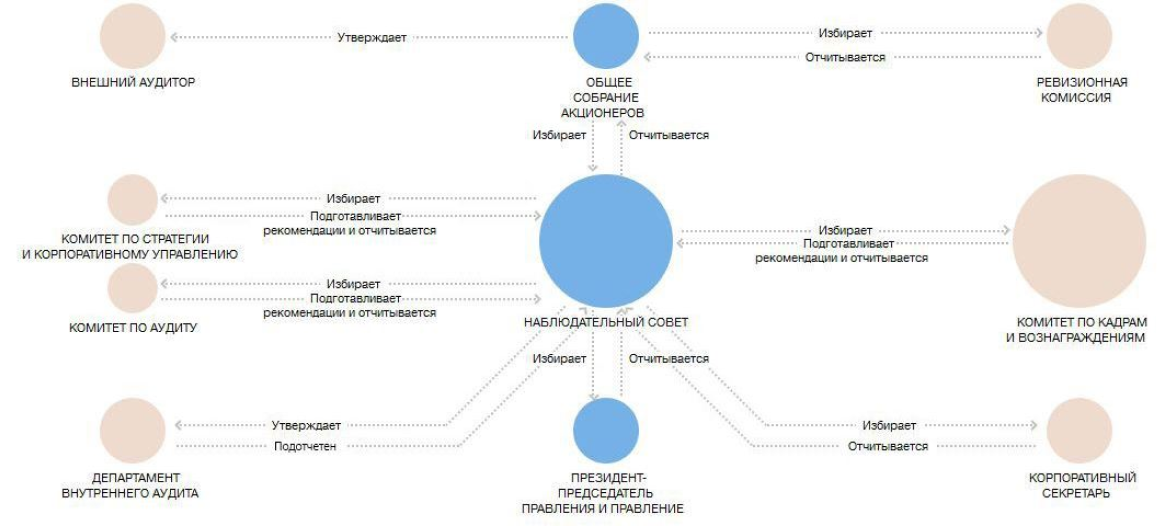 Утверждает
Избирает
Отчитывается
ВНЕШНИЙ АУДИТОР
ОБЩЕЕ
СОБРАНИЕ
АКЦИОНЕРОВ
РЕВИЗИОННАЯ
КОМИССИЯ
Избирает
Отчитывается
Избирает
Подготавливает
рекомендации и отчитывается
КОМИТЕТ ПО СТРАТЕГИИ
И КОРПОРАТИВНОМУ УПРАВЛЕНИЮ
Избирает
Подготавливает
рекомендации и отчитывается
Избирает
Подготавливает
рекомендации и отчитывается
КОМИТЕТ ПО АУДИТУ
НАБЛЮДАТЕЛЬНЫЙ СОВЕТ
КОМИТЕТ ПО КАДРАМ
И ВОЗНАГРАЖДЕНИЯМ
Избирает
Отчитывается
Утверждает
Подотчетен
Избирает
Отчитывается
ДЕПАРТАМЕНТ
ВНУТРЕННЕГО АУДИТА
ПРЕЗИДЕНТ-
ПРЕДСЕДАТЕЛЬ
ПРАВЛЕНИЯ И ПРАВЛЕНИЕ
КОРПОРАТИВНЫЙ
СЕКРЕТАРЬ